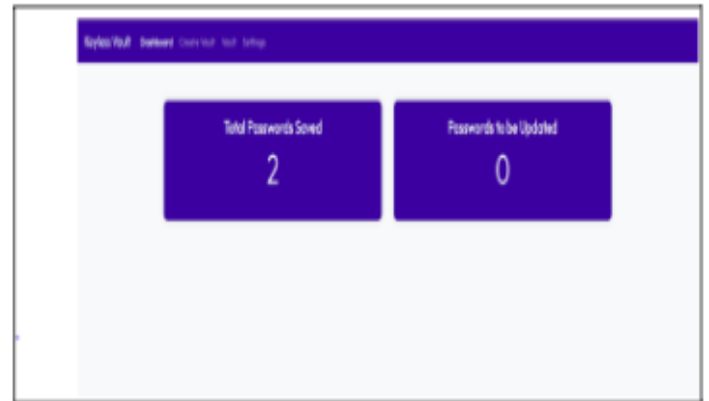 Keyless Vault Dashboard Create Vault Vault Settings
Total Passwords Saved
2
Passwords to be Updated
0